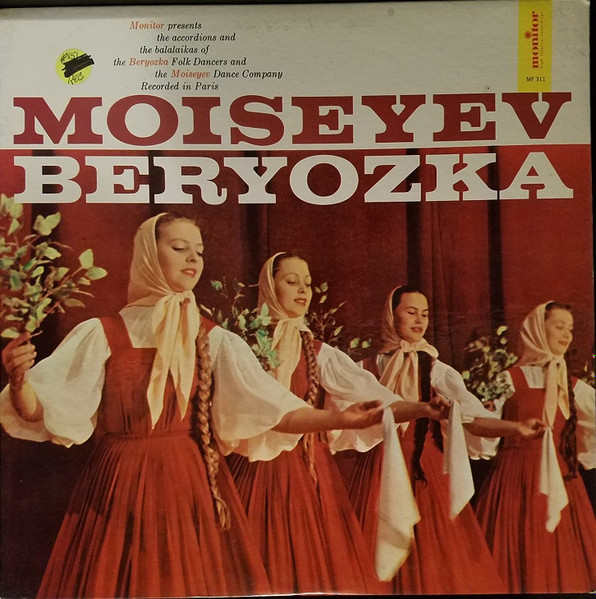 Monitor presents
the accordions and
the balalaikas of
the Beryozka Folk Dancers and
the Moiseyev Dance Company
Recorded in Paris
monitor
MF 311
MOISEYEV
BERYOZKA